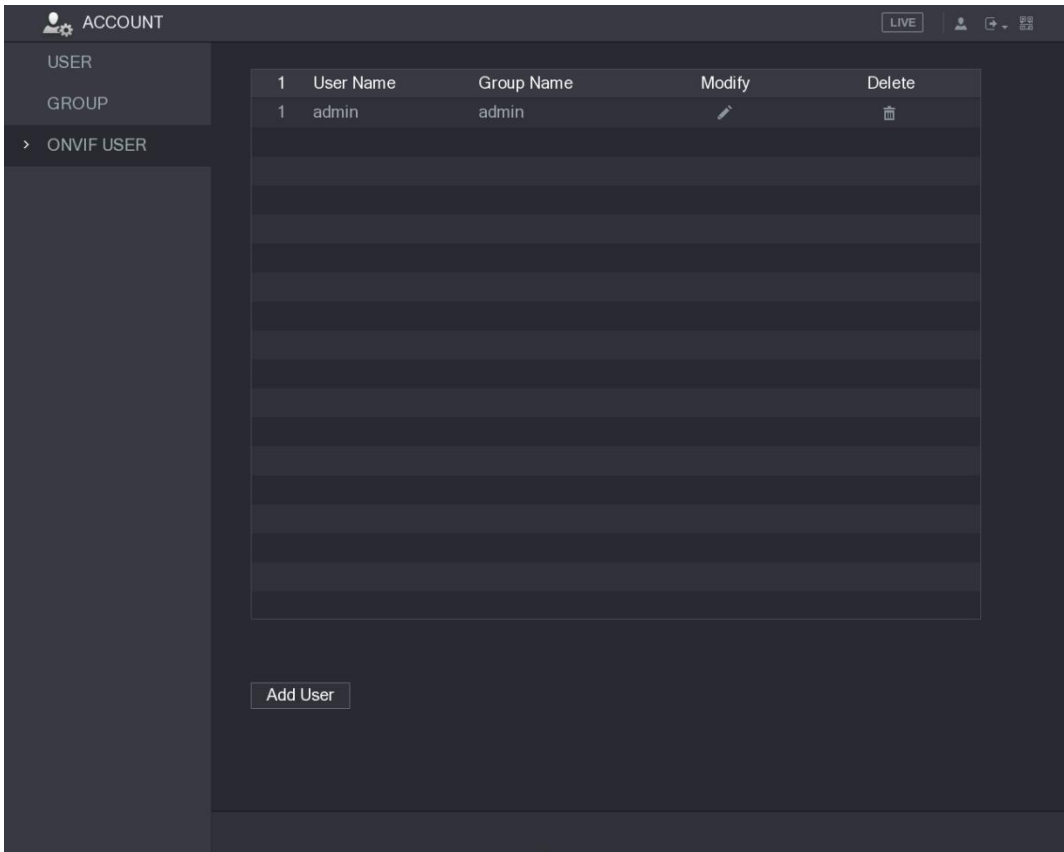 ACCOUNT LIVE
USER
GROUP
ONVIF USER
1 User Name Group Name Modify Delete
1 admin admin
Add User